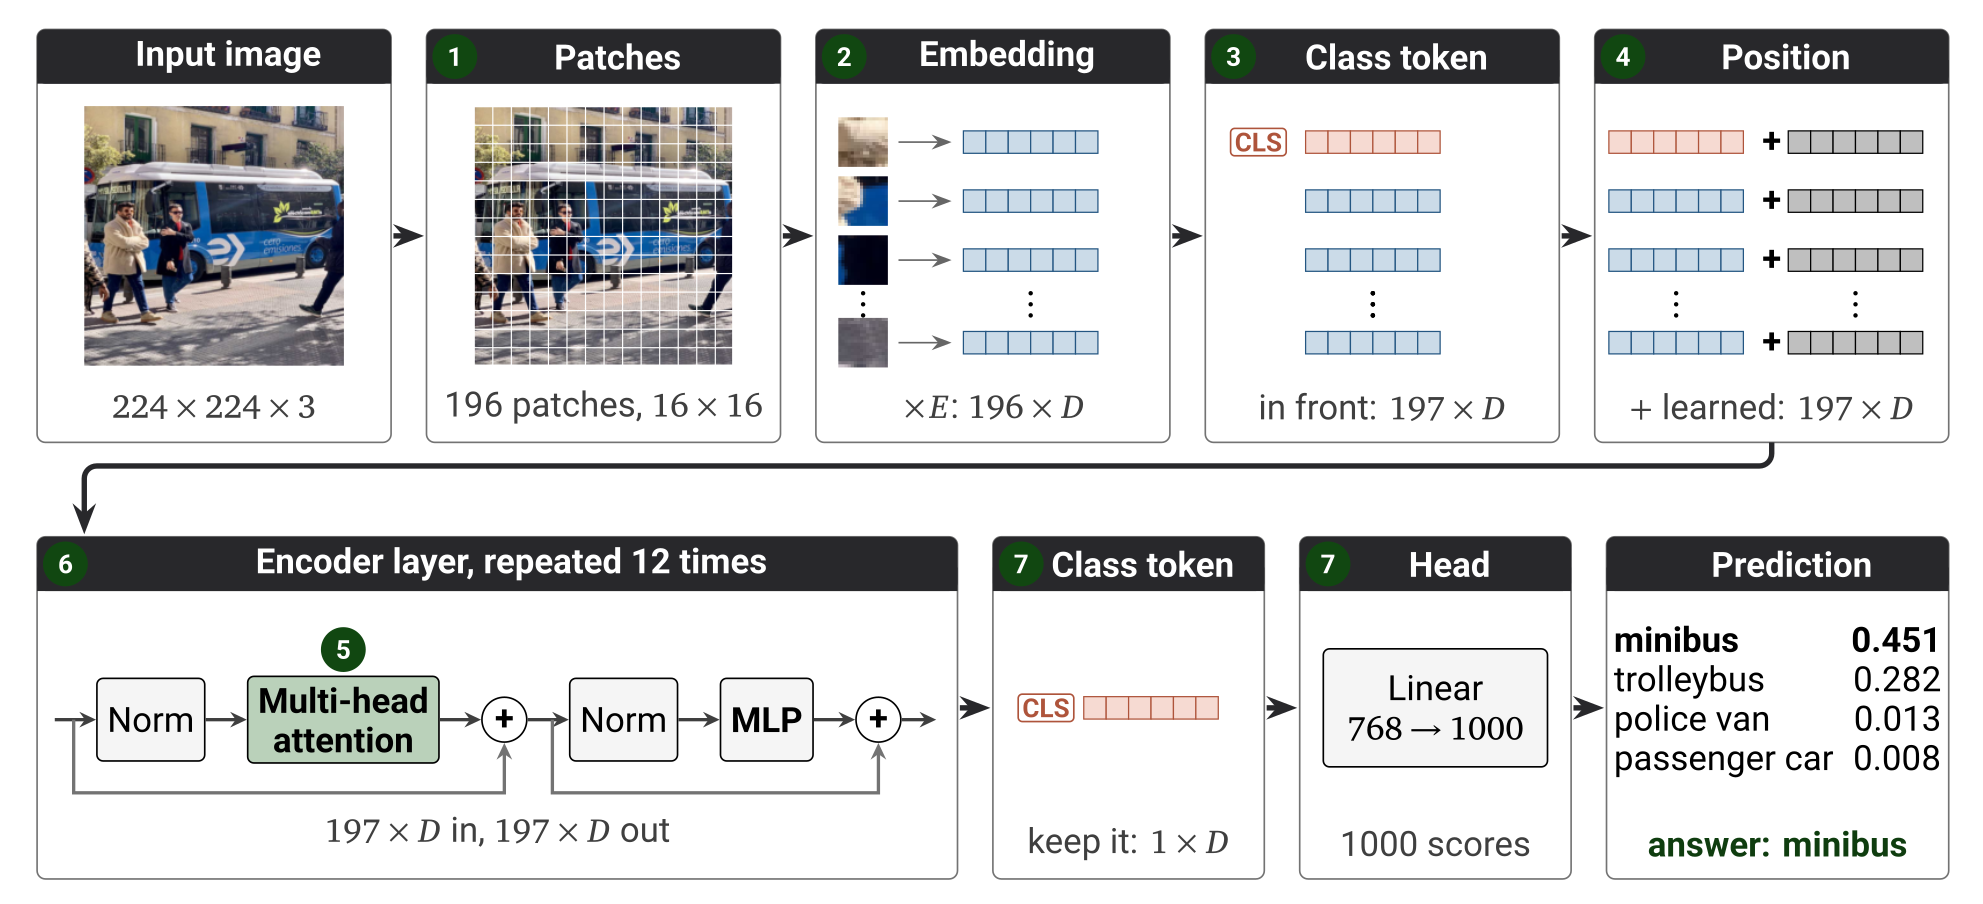 Input image
224 × 224 × 3
1 Patches
196 patches, 16 × 16
2 Embedding
×E: 196 × D
3 Class token
CLS
in front: 197 × D
4 Position
+ + + +
+ learned: 197 × D
6 Encoder layer, repeated 12 times
5
Norm
Multi-head
attention
+
Norm
MLP
+
197 × D in, 197 × D out
7 Class token
CLS
keep it: 1 × D
7 Head
Linear
768 → 1000
1000 scores
Prediction
minibus 0.451
trolleybus 0.282
police van 0.013
passenger car 0.008
answer: minibus